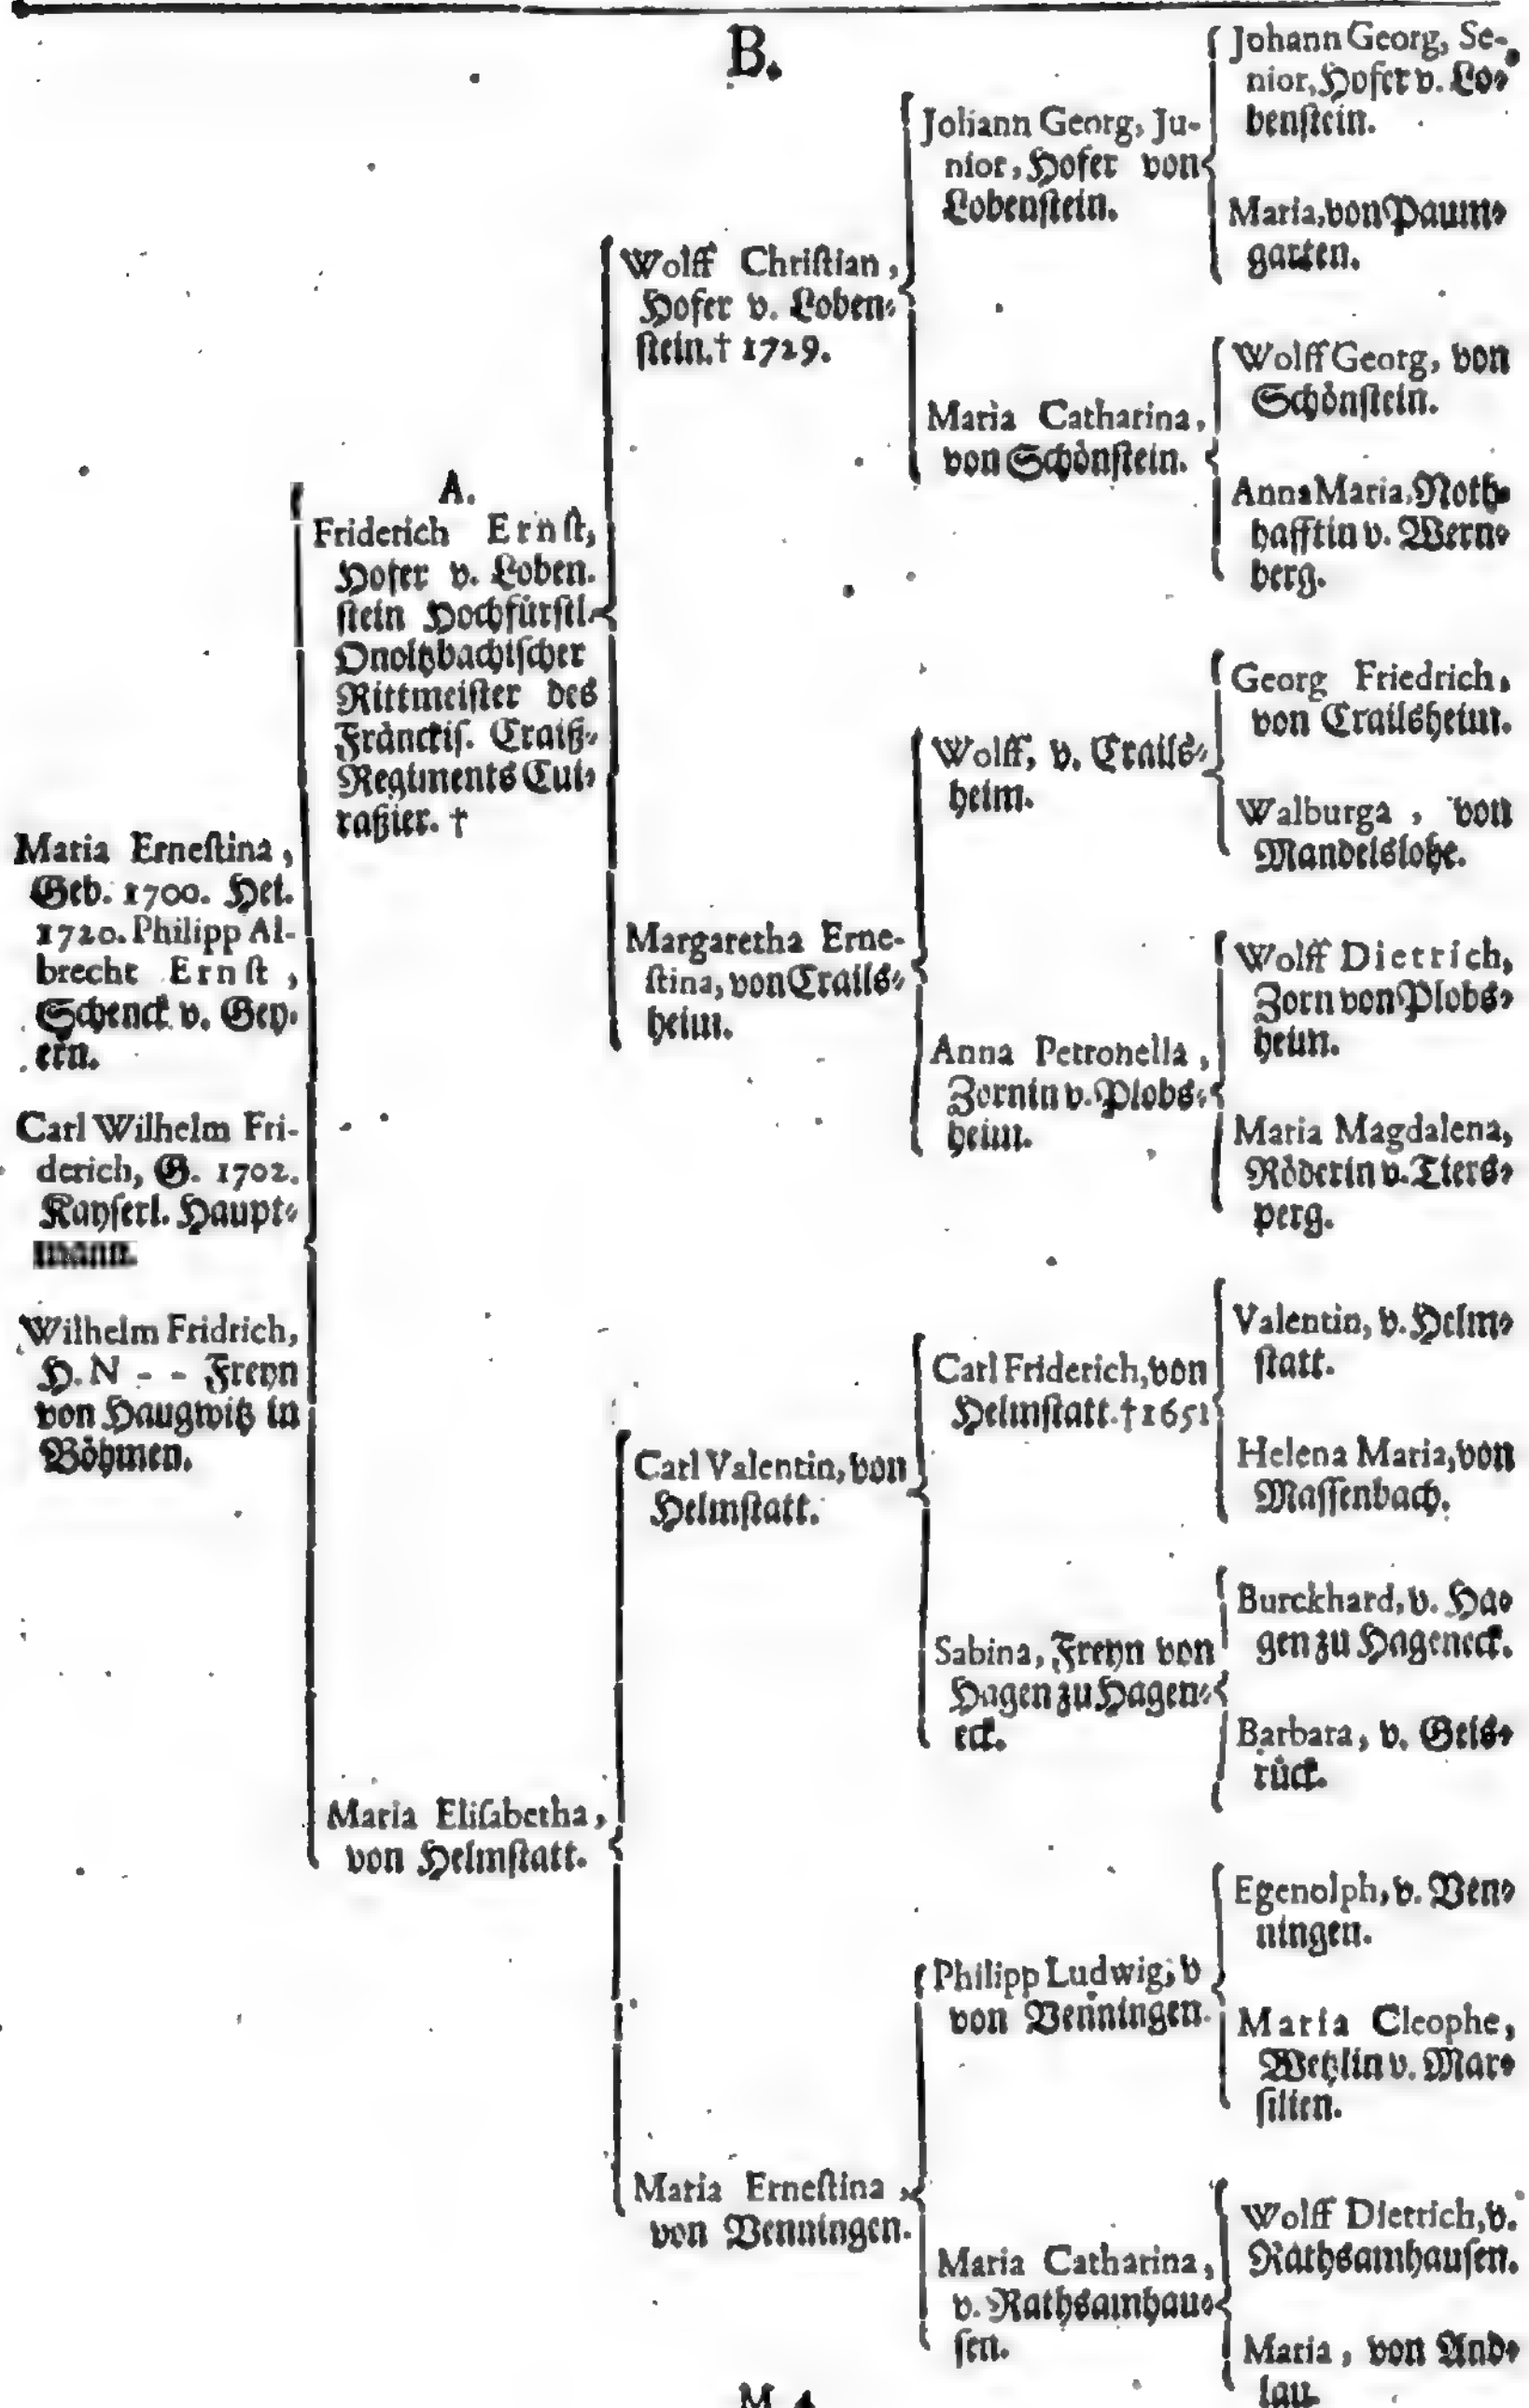 B.
Maria Erneſtina,
Geb. 1700. Het.
1720. Philipp Al-
brecht Ernſt,
Schenck v. Gey-
ern.
Carl Wilhelm Fri-
derich, G. 1702.
Kayſerl. Haupt-
mann.
Wilhelm Fridrich,
H. N - - Freyn
von Haugwitz in
Böhmen.
A.
Friderich Ernſt,
Hofer v. Loben.
ſtein Hochfürſtl.
Onoltzbachiſcher
Rittmeiſter des
Fränckiſ. Craiß-
Regiments Cui-
raßier. †
Maria Eliſabetha,
von Helmſtatt.
Wolff Chriſtian,
Hofer v. Loben-
ſtein. † 1729.
Margaretha Erne-
ſtina, von Crails-
heim.
Carl Valentin, von
Helmſtatt.
Maria Erneſtina,
von Venningen.
Johann Georg, Ju-
nior, Hofer von
Lobenſtein.
Maria Catharina,
von Schönſtein.
Wolff, v. Crails-
heim.
Anna Petronella,
Zornin v. Plobs-
heim.
Carl Friderich, von
Helmſtatt. † 1651
Sabina, Freyn von
Hagen zu Hagen-
eck.
Philipp Ludwig, v
von Venningen.
Maria Catharina,
v. Rathsamhau-
ſen.
Johann Georg, Se-
nior, Hofer v. Lo-
benſtein.
Maria, von Paum-
garten.
Wolff Georg, von
Schönſtein.
Anna Maria, Noth-
hafftin v. Wern-
berg.
Georg Friedrich,
von Crailsheim.
Walburga, von
Mandelslohe.
Wolff Dietrich,
Zorn von Plobs-
heim.
Maria Magdalena,
Röderin v. Tiers-
perg.
Valentin, v. Helm-
ſtatt.
Helena Maria, von
Maſſenbach.
Burckhard, v. Ha-
gen zu Hageneck.
Barbara, v. Geis-
rück.
Egenolph, v. Ven-
ningen.
Maria Cleophe,
Wetzlin v. Mar-
ſilien.
Wolff Dietrich, v.
Rathsamhauſen.
Maria, von And-
lau.
M 4